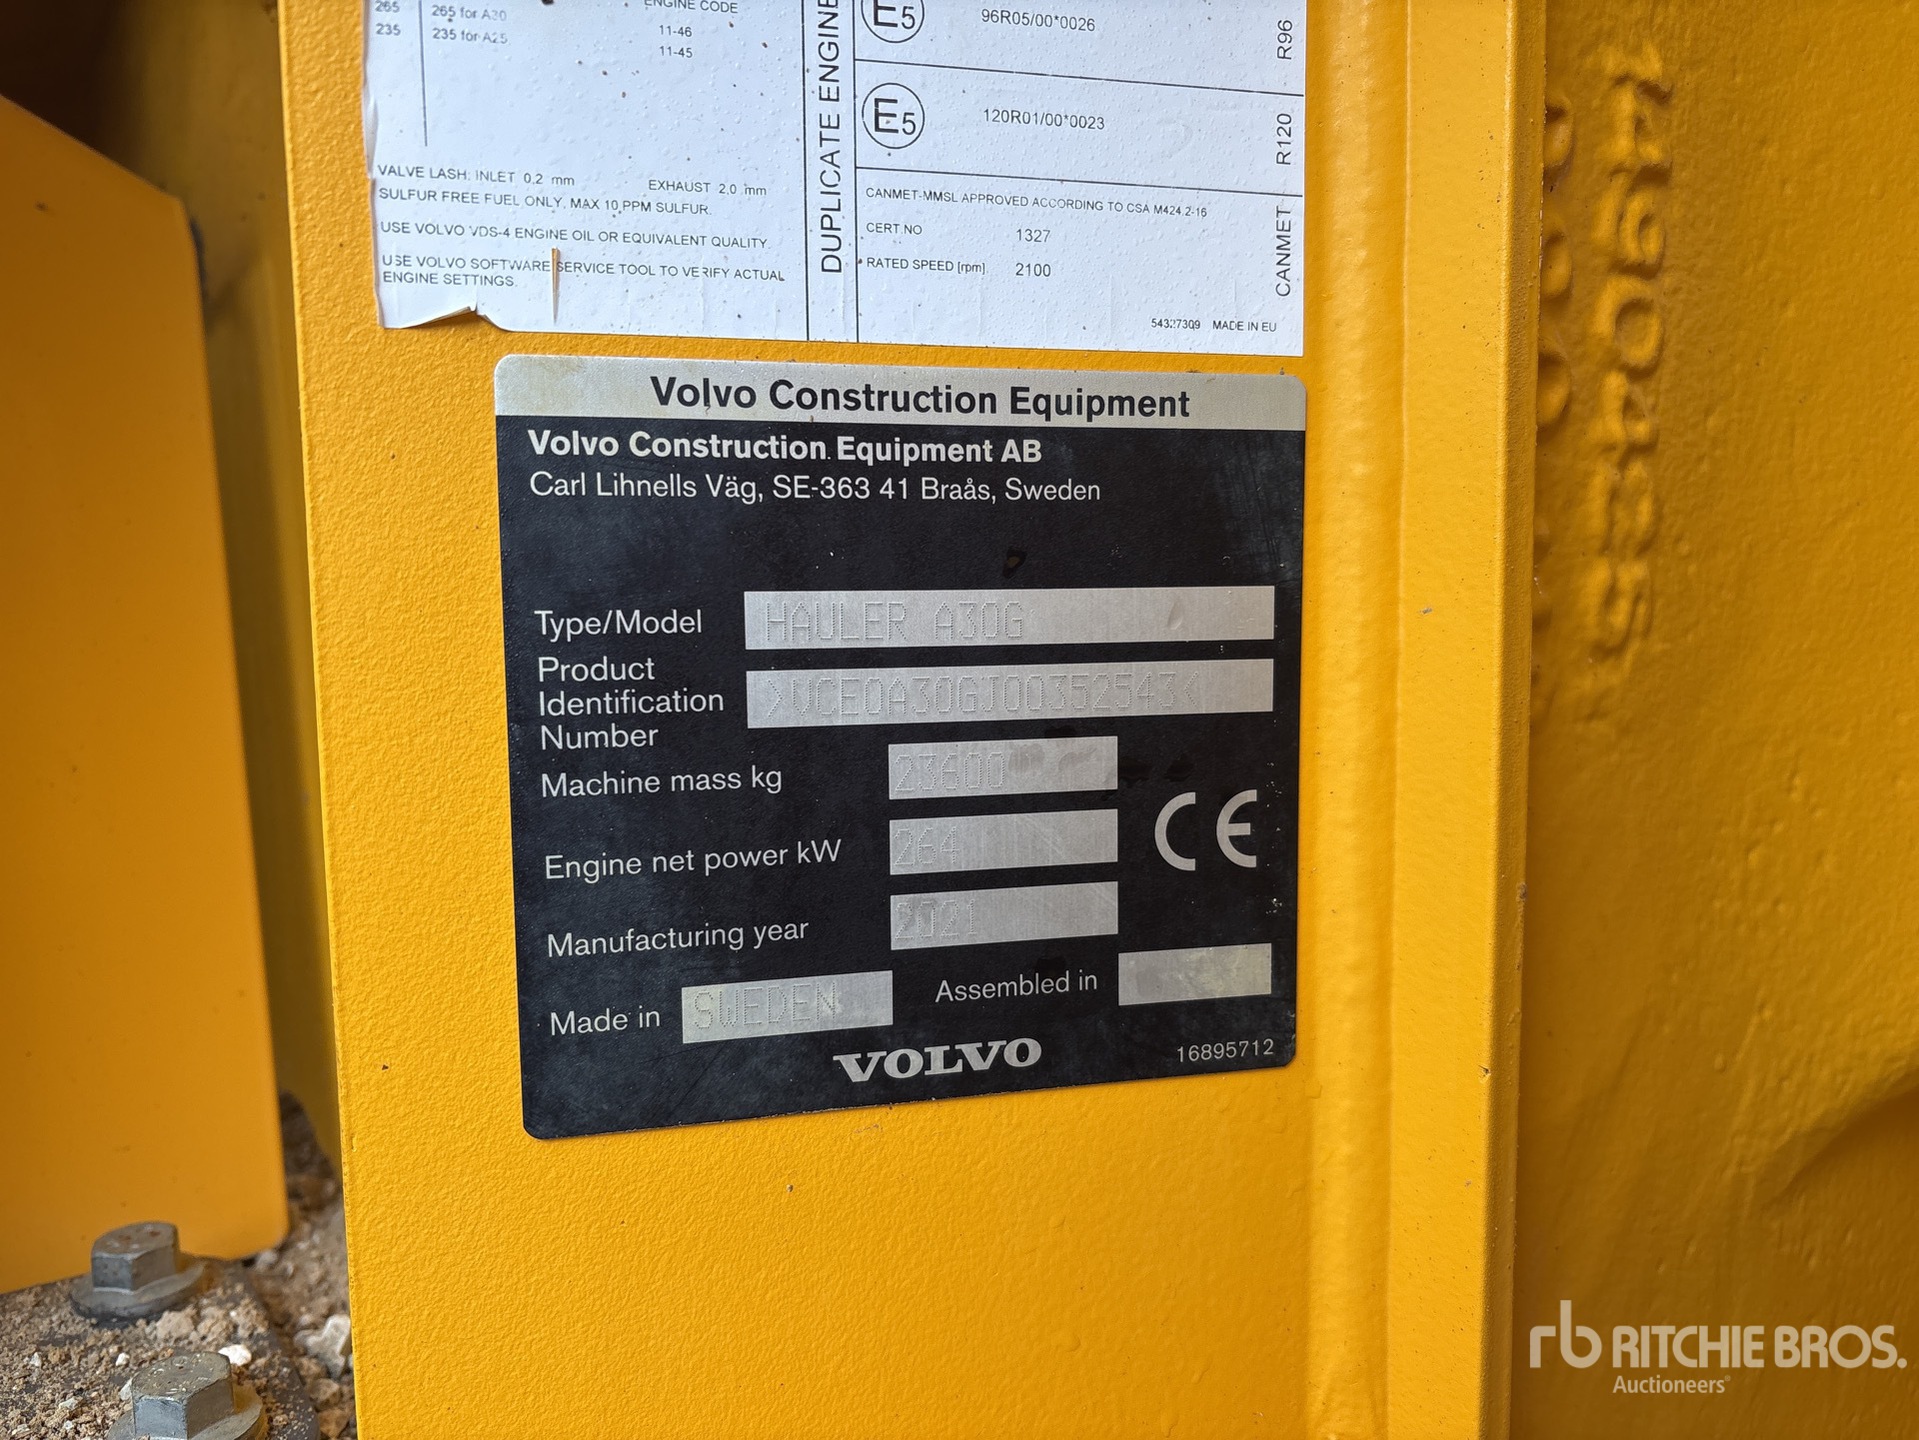 ENGINE CODE
265 265 for A30 11-46
235 235 for A25 11-45
VALVE LASH: INLET 0.2 mm EXHAUST 2.0 mm
SULFUR FREE FUEL ONLY. MAX 10 PPM SULFUR.
USE VOLVO VDS-4 ENGINE OIL OR EQUIVALENT QUALITY.
USE VOLVO SOFTWARE SERVICE TOOL TO VERIFY ACTUAL
ENGINE SETTINGS.
DUPLICATE ENGINE
E5 96R05/00*0026 R96
E5 120R01/00*0023 R120
CANMET-MMSL APPROVED ACCORDING TO CSA M424.2-16
CERT.NO 1327
RATED SPEED [rpm] 2100
CANMET
54327309 MADE IN EU
Volvo Construction Equipment
Volvo Construction Equipment AB
Carl Lihnells Väg, SE-363 41 Braås, Sweden
Type/Model HAULER A30G
Product
Identification >VCE0A30GJ00352543<
Number
Machine mass kg 23600
Engine net power kW 264
CE
Manufacturing year 2021
Made in SWEDEN Assembled in
VOLVO 16895712
rb RITCHIE BROS.
Auctioneers